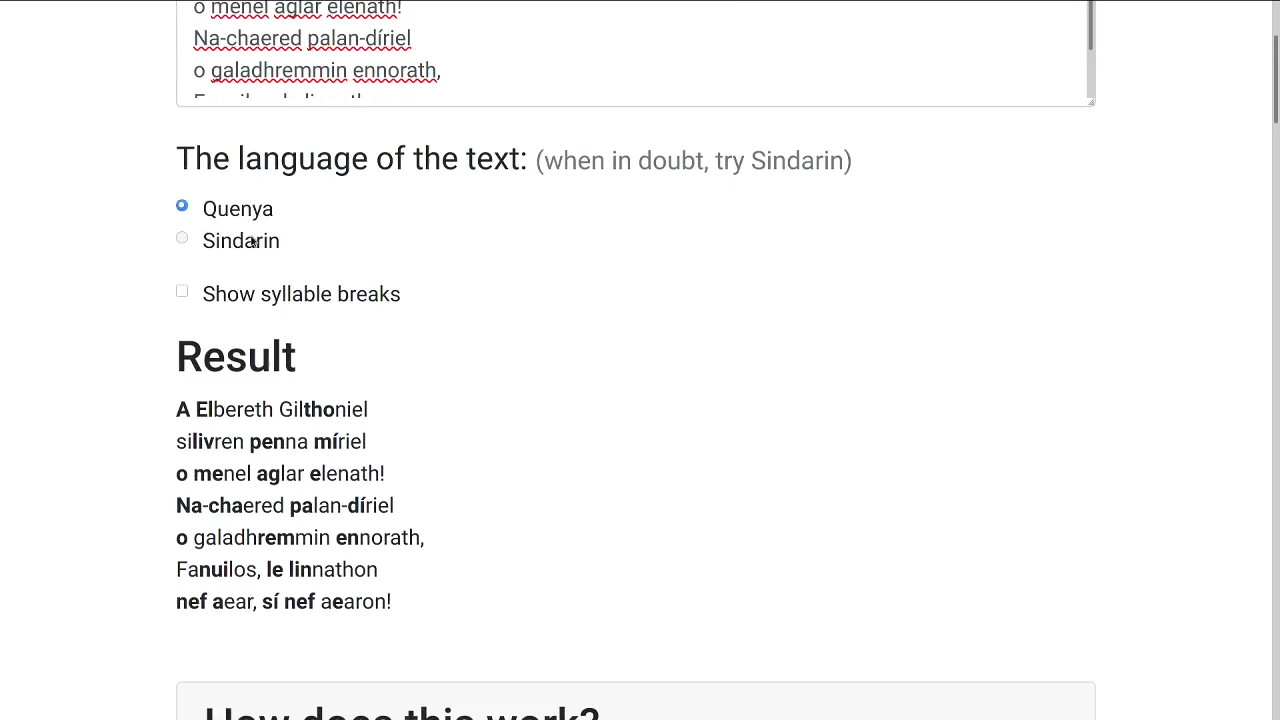 o menel aglar elenath!
Na-chaered palan-díriel
o galadhremmin ennorath,
The language of the text: (when in doubt, try Sindarin)
Quenya
Sindarin
Show syllable breaks
Result
A Elbereth Gilthoniel
silivren penna míriel
o menel aglar elenath!
Na-chaered palan-díriel
o galadhremmin ennorath,
Fanuilos, le linnathon
nef aear, sí nef aearon!
How does this work?